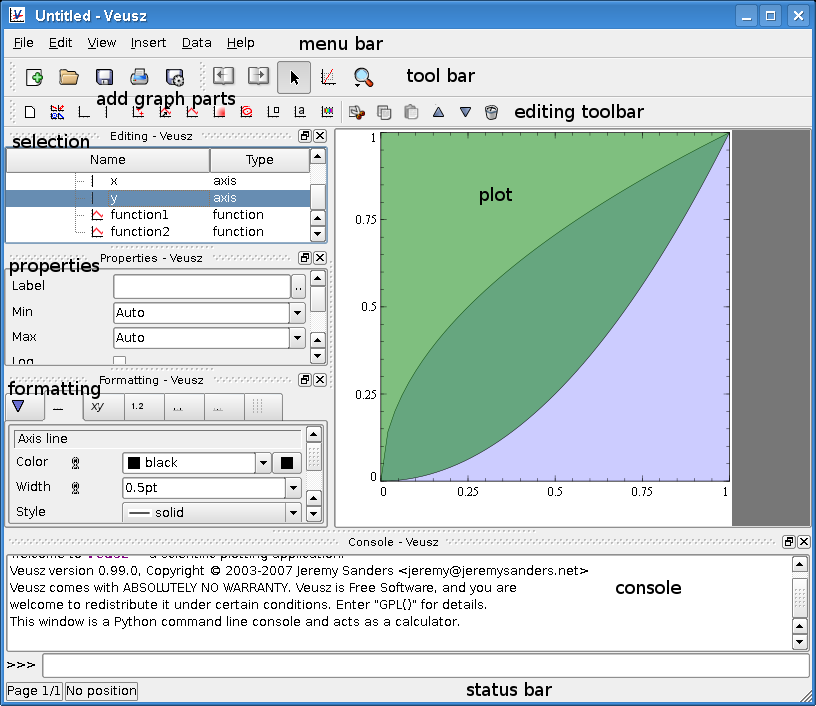 Untitled - Veusz
File Edit View Insert Data Help
menu bar
tool bar
add graph parts
editing toolbar
Editing - Veusz
selection
Name Type
x axis
y axis
function1 function
function2 function
Properties - Veusz
properties
Label ..
Min Auto
Max Auto
Log
Formatting - Veusz
formatting
xy 1.2
Axis line
Color black
Width 0.5pt
Style solid
plot
1
0.75
0.5
0.25
0
0 0.25 0.5 0.75 1
Console - Veusz
Welcome to Veusz -- a scientific plotting application.
Veusz version 0.99.0, Copyright © 2003-2007 Jeremy Sanders <jeremy@jeremysanders.net>
Veusz comes with ABSOLUTELY NO WARRANTY. Veusz is Free Software, and you are
welcome to redistribute it under certain conditions. Enter "GPL()" for details.
This window is a Python command line console and acts as a calculator.
console
>>>
Page 1/1 No position
status bar